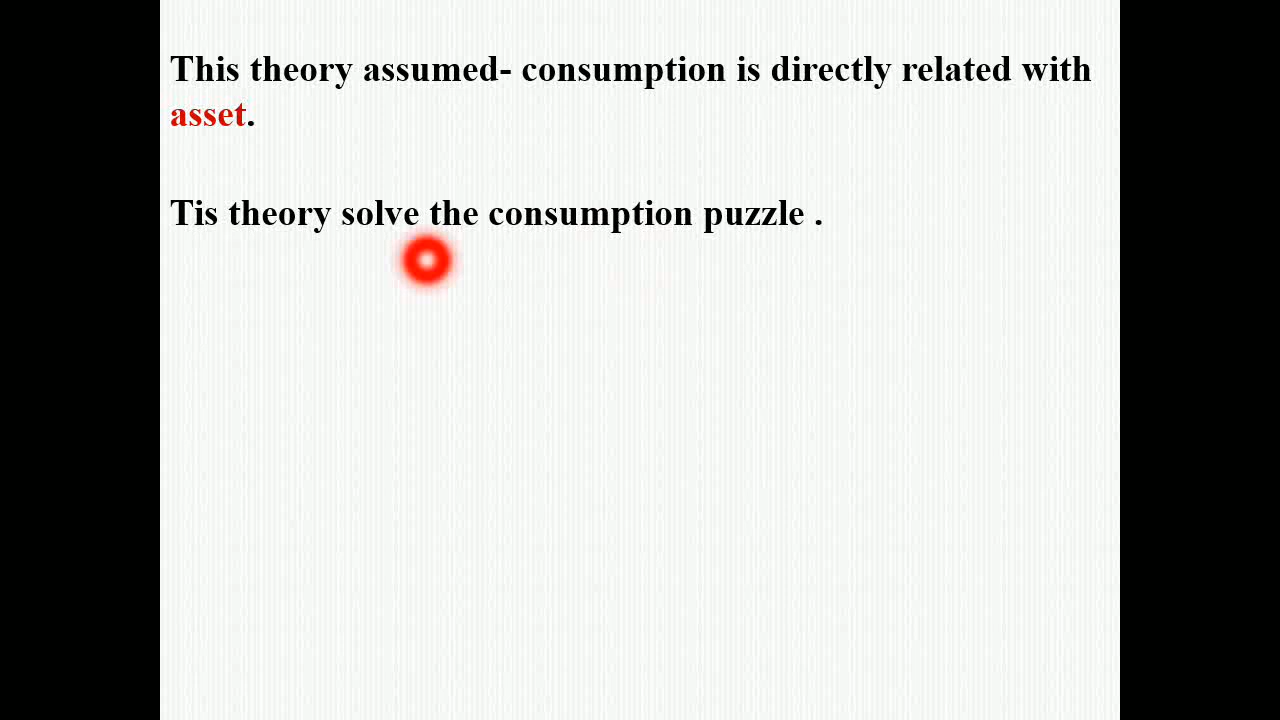 This theory assumed- consumption is directly related with
asset.
Tis theory solve the consumption puzzle .